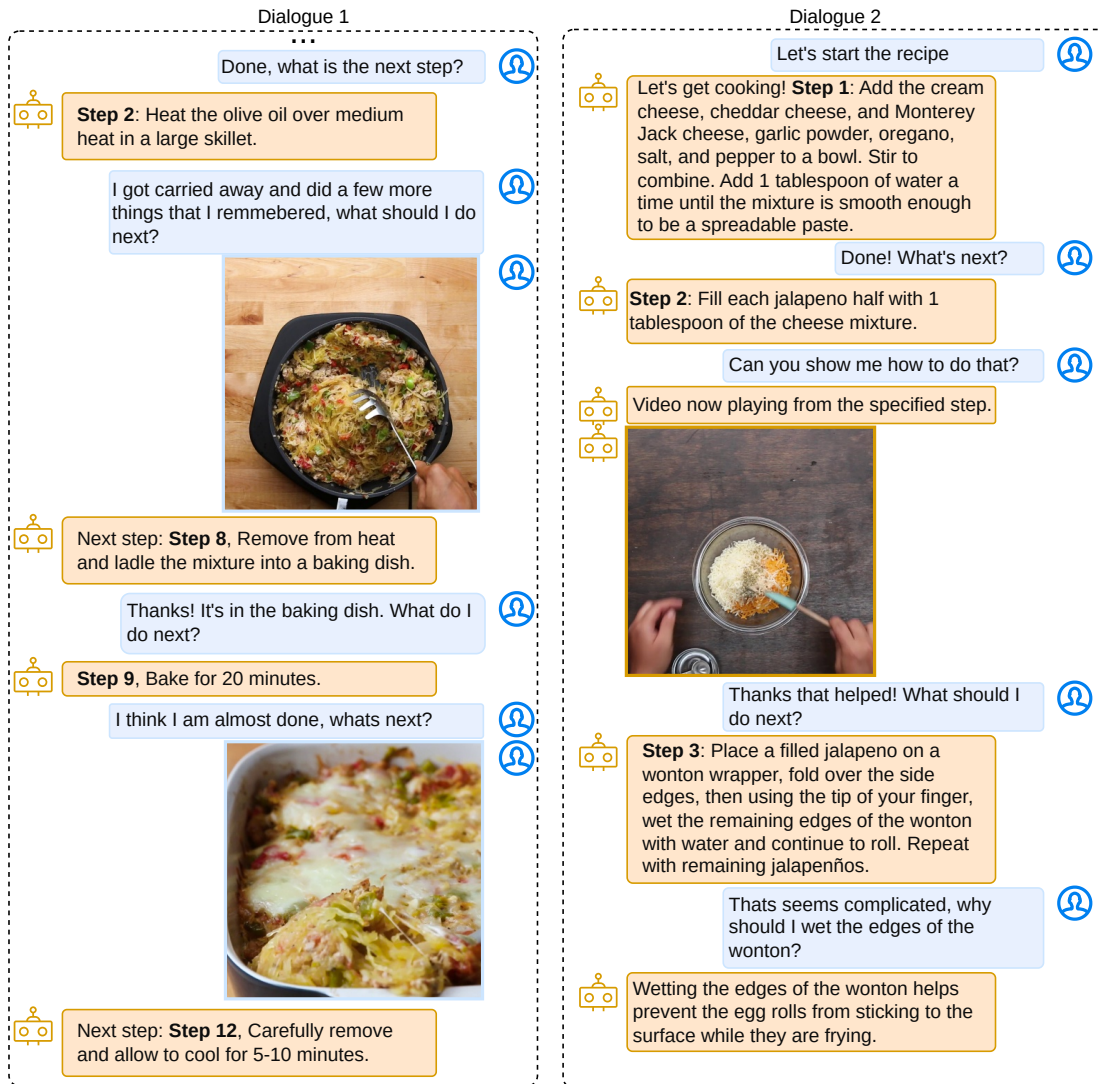 Dialogue 1
...
Done, what is the next step?
Step 2: Heat the olive oil over medium
heat in a large skillet.
I got carried away and did a few more
things that I remmebered, what should I do
next?
Next step: Step 8, Remove from heat
and ladle the mixture into a baking dish.
Thanks! It's in the baking dish. What do I
do next?
Step 9, Bake for 20 minutes.
I think I am almost done, whats next?
Next step: Step 12, Carefully remove
and allow to cool for 5-10 minutes.
Dialogue 2
Let's start the recipe
Let's get cooking! Step 1: Add the cream
cheese, cheddar cheese, and Monterey
Jack cheese, garlic powder, oregano,
salt, and pepper to a bowl. Stir to
combine. Add 1 tablespoon of water a
time until the mixture is smooth enough
to be a spreadable paste.
Done! What's next?
Step 2: Fill each jalapeno half with 1
tablespoon of the cheese mixture.
Can you show me how to do that?
Video now playing from the specified step.
Thanks that helped! What should I
do next?
Step 3: Place a filled jalapeno on a
wonton wrapper, fold over the side
edges, then using the tip of your finger,
wet the remaining edges of the wonton
with water and continue to roll. Repeat
with remaining jalapenños.
Thats seems complicated, why
should I wet the edges of the
wonton?
Wetting the edges of the wonton helps
prevent the egg rolls from sticking to the
surface while they are frying.